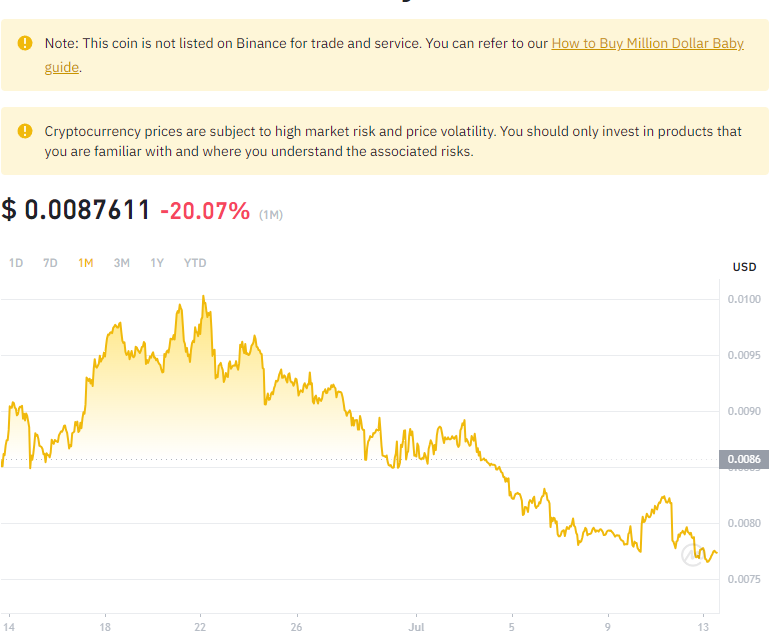 Note: This coin is not listed on Binance for trade and service. You can refer to our How to Buy Million Dollar Baby
guide.
Cryptocurrency prices are subject to high market risk and price volatility. You should only invest in products that
you are familiar with and where you understand the associated risks.
$ 0.0087611 -20.07% (1M)
1D 7D 1M 3M 1Y YTD
USD
0.0100
0.0095
0.0090
0.0086
0.0085
0.0080
0.0075
14 18 22 26 Jul 5 9 13